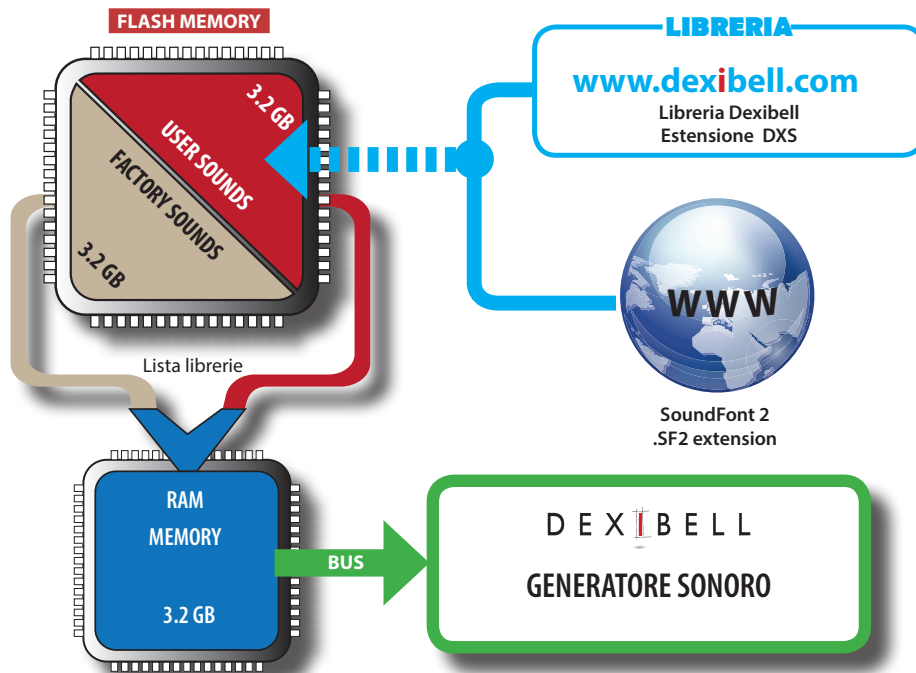 FLASH MEMORY
3.2 GB
USER SOUNDS
FACTORY SOUNDS
3.2 GB
LIBRERIA
www.dexibell.com
Libreria Dexibell
Estensione DXS
WWW
SoundFont 2
.SF2 extension
Lista librerie
RAM
MEMORY
3.2 GB
BUS
DEXIBELL
GENERATORE SONORO